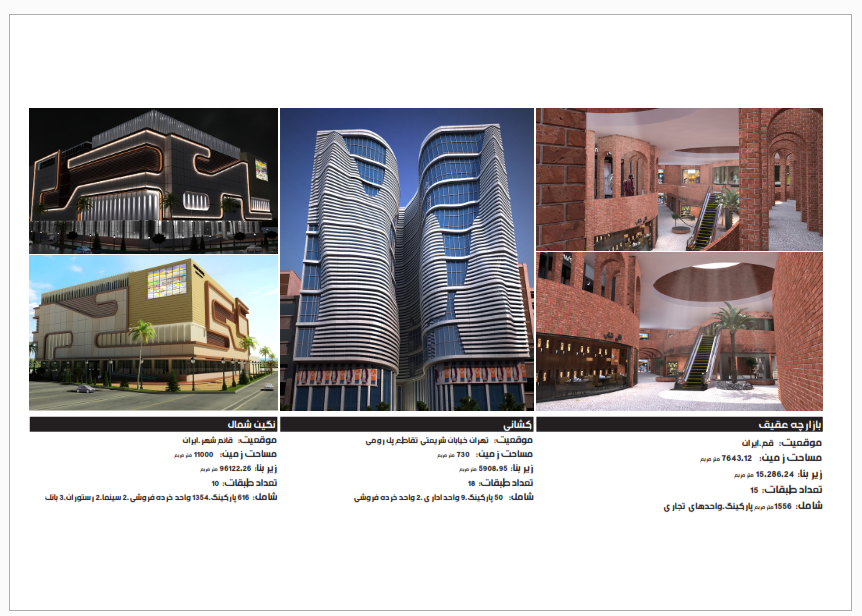 بازارچه عقیق
موقعیت: قم.ایران
مساحت زمین: 7643.12 متر مربع
زیر بنا: 15.286.24 متر مربع
تعداد طبقات: 15
شامل: 1556 متر مربع پارکینگ.واحدهای تجاری
کاشانی
موقعیت: تهران خیابان شریعتی تقاطع پل رومی
مساحت زمین: 730 متر مربع
زیر بنا: 5908.95 متر مربع
تعداد طبقات: 18
شامل: 50 پارکینگ.9 واحد اداری .2 واحد خرده فروشی
نگین شمال
موقعیت: قائم شهر .ایران
مساحت زمین: 11000 متر مربع
زیر بنا: 96122.26 متر مربع
تعداد طبقات: 10
شامل: 616 پارکینگ.1354 واحد خرده فروشی .2 سینما.2 رستوران.3 بانک